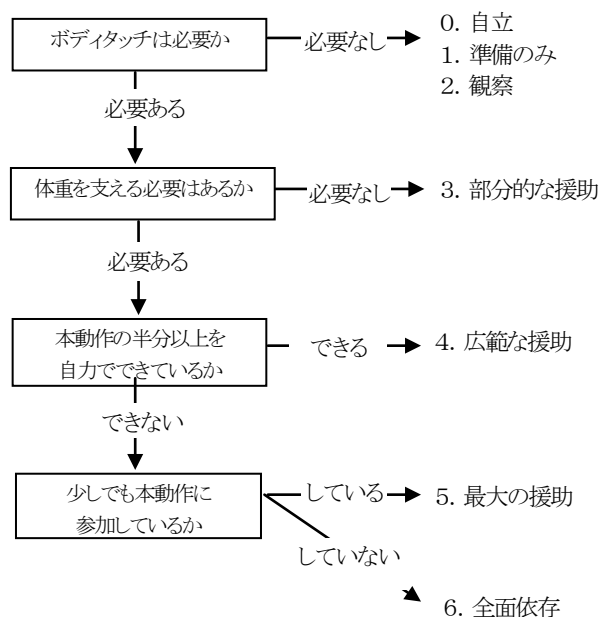 ボディタッチは必要か
必要なし
0. 自立
1. 準備のみ
2. 観察
必要ある
体重を支える必要はあるか
必要なし
3. 部分的な援助
必要ある
本動作の半分以上を
自力でできているか
できる
4. 広範な援助
できない
少しでも本動作に
参加しているか
している
5. 最大の援助
していない
6. 全面依存